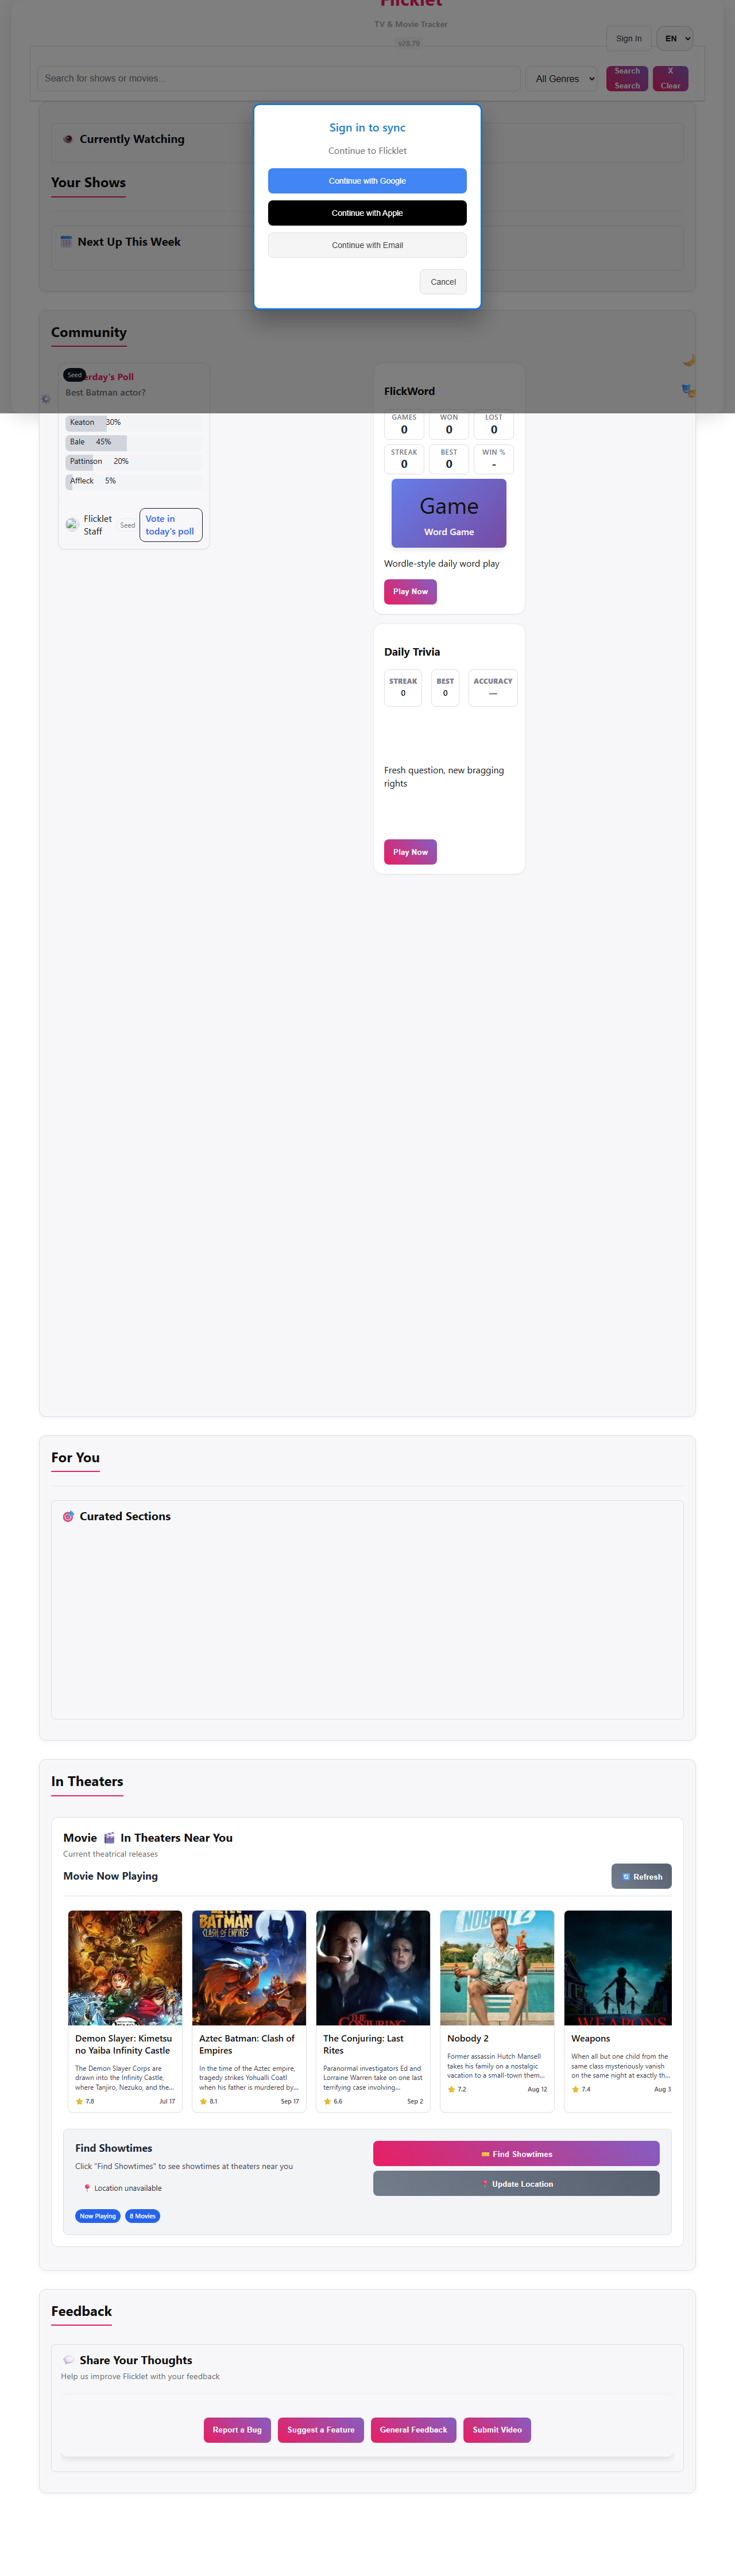 Flicklet
TV & Movie Tracker
v28.79
Sign In
EN
Search for shows or movies...
All Genres
Search
Search
X
Clear
Sign in to sync
Continue to Flicklet
Continue with Google
Continue with Apple
Continue with Email
Cancel
Currently Watching
Your Shows
Next Up This Week
Community
Seed
erday's Poll
Best Batman actor?
Keaton 30%
Bale 45%
Pattinson 20%
Affleck 5%
Flicklet
Staff
Seed
Vote in
today's poll
FlickWord
GAMES WON LOST
0 0 0
STREAK BEST WIN %
0 0 -
Game
Word Game
Wordle-style daily word play
Play Now
Daily Trivia
STREAK BEST ACCURACY
0 0 —
Fresh question, new bragging
rights
Play Now
For You
Curated Sections
In Theaters
Movie In Theaters Near You
Current theatrical releases
Movie Now Playing
Refresh
BATMAN
CLASH OF EMPIRES
THE
CONJURING
NOBODY 2
WEAPONS
Demon Slayer: Kimetsu
no Yaiba Infinity Castle
The Demon Slayer Corps are
drawn into the Infinity Castle,
where Tanjiro, Nezuko, and the...
7.8 Jul 17
Aztec Batman: Clash of
Empires
In the time of the Aztec empire,
tragedy strikes Yohualli Coatl
when his father is murdered by...
8.1 Sep 17
The Conjuring: Last
Rites
Paranormal investigators Ed and
Lorraine Warren take on one last
terrifying case involving...
6.6 Sep 2
Nobody 2
Former assassin Hutch Mansell
takes his family on a nostalgic
vacation to a small-town them...
7.2 Aug 12
Weapons
When all but one child from the
same class mysteriously vanish
on the same night at exactly th...
7.4 Aug 3
Find Showtimes
Click "Find Showtimes" to see showtimes at theaters near you
Location unavailable
Now Playing 8 Movies
Find Showtimes
Update Location
Feedback
Share Your Thoughts
Help us improve Flicklet with your feedback
Report a Bug
Suggest a Feature
General Feedback
Submit Video